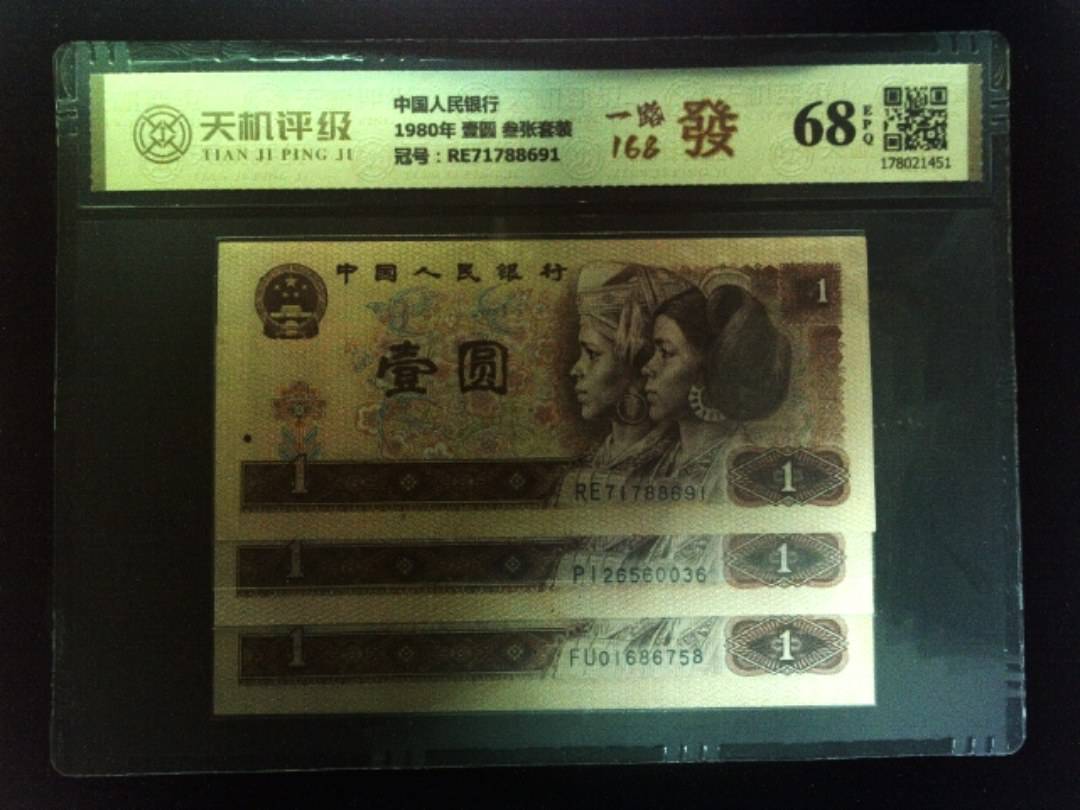 天机评级
TIAN JI PING JI
中国人民银行
1980年 壹圆 叁张套装
冠号：RE71788691
一路 發
168
68 EPQ
178021451
中国人民银行
1
壹圆
1
RE71788691
1
1
PI26560036
1
1
FU01686758
1